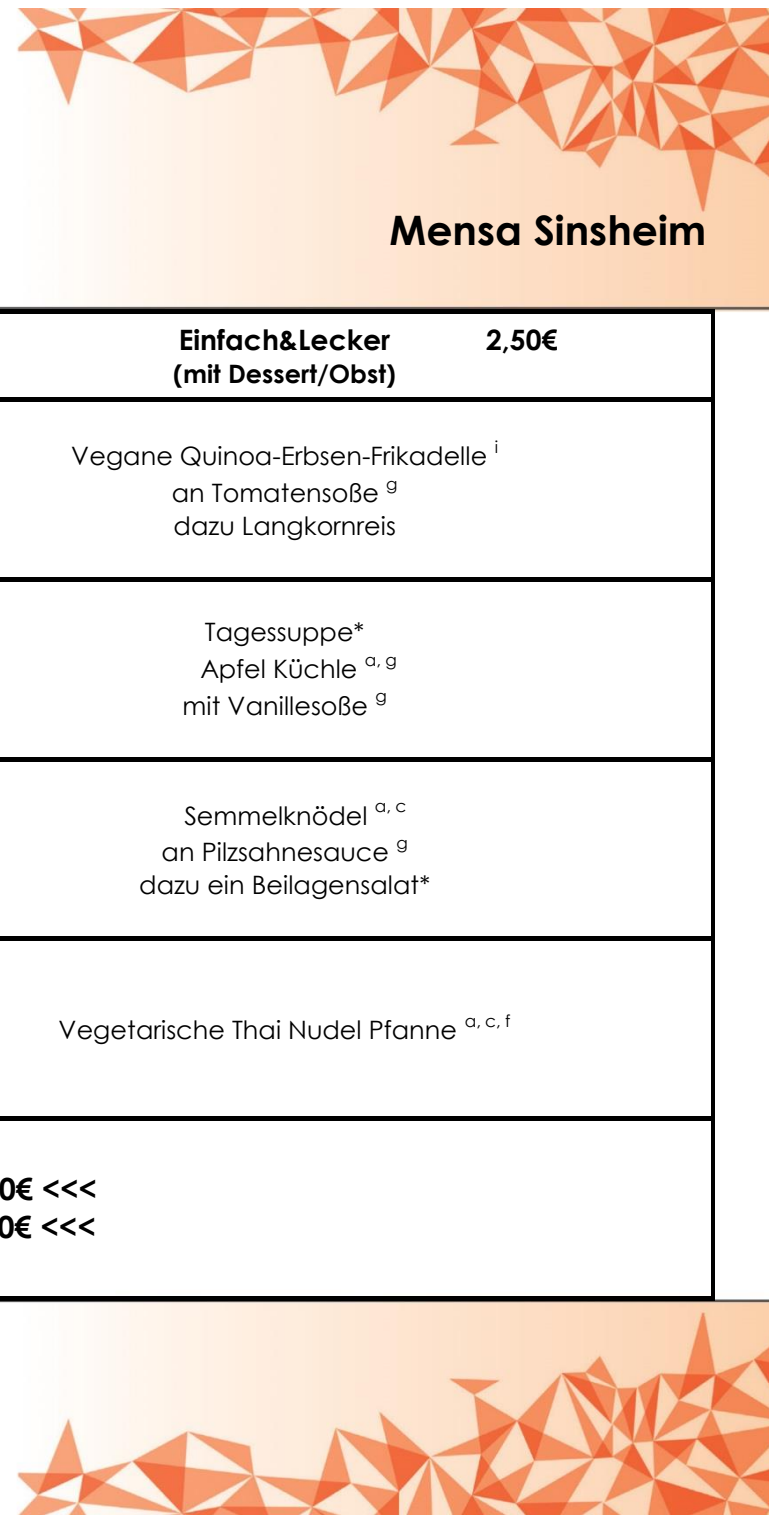 Mensa Sinsheim
Einfach&Lecker 2,50€
(mit Dessert/Obst)
Vegane Quinoa-Erbsen-Frikadelle i
an Tomatensoße g
dazu Langkornreis
Tagessuppe*
Apfel Küchle a, g
mit Vanillesoße g
Semmelknödel a, c
an Pilzsahnesauce g
dazu ein Beilagensalat*
Vegetarische Thai Nudel Pfanne a, c, f
0€ <<<
0€ <<<